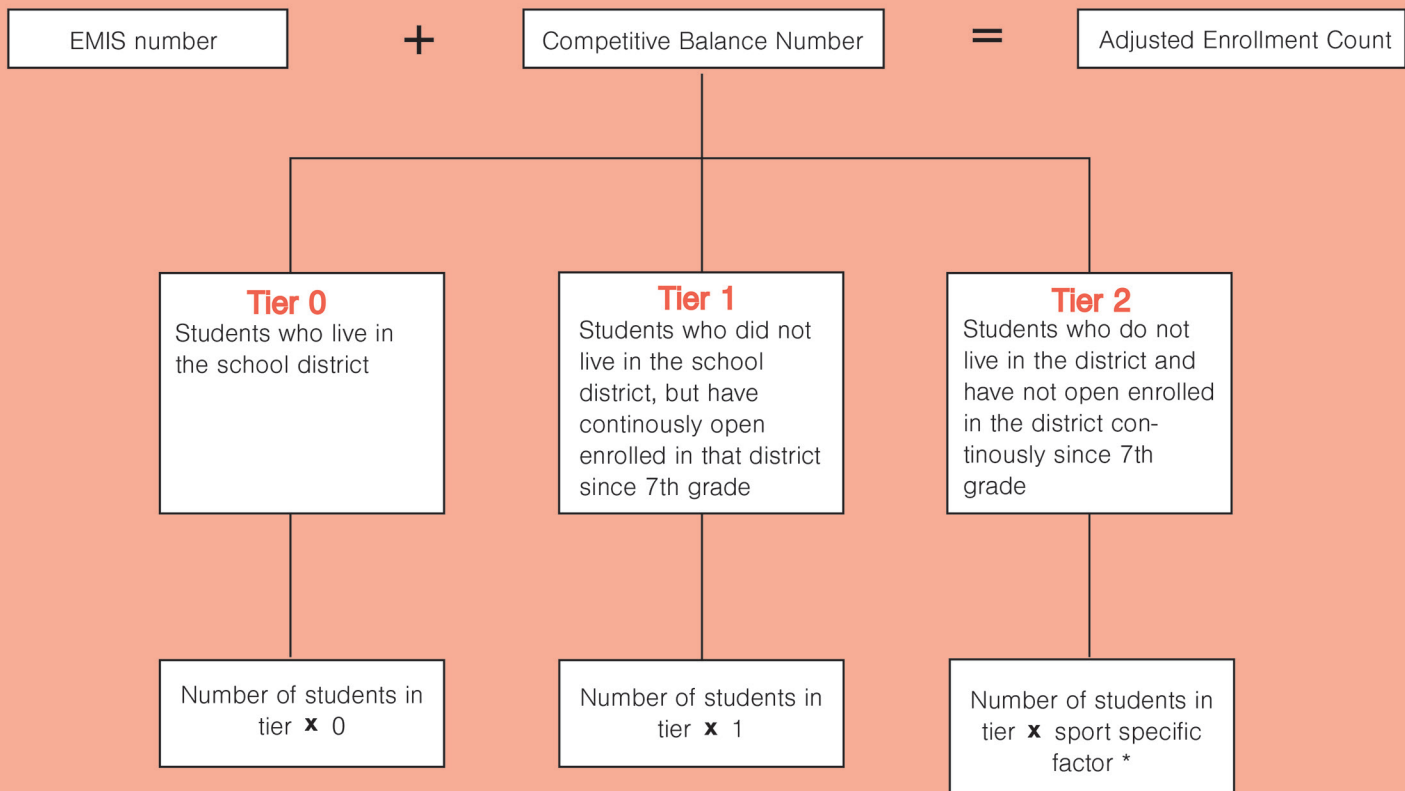 EMIS number + Competitive Balance Number = Adjusted Enrollment Count
Tier 0
Students who live in
the school district
Tier 1
Students who did not
live in the school
district, but have
continously open
enrolled in that district
since 7th grade
Tier 2
Students who do not
live in the district and
have not open enrolled
in the district con-
tinously since 7th
grade
Number of students in
tier x 0
Number of students in
tier x 1
Number of students in
tier x sport specific
factor *